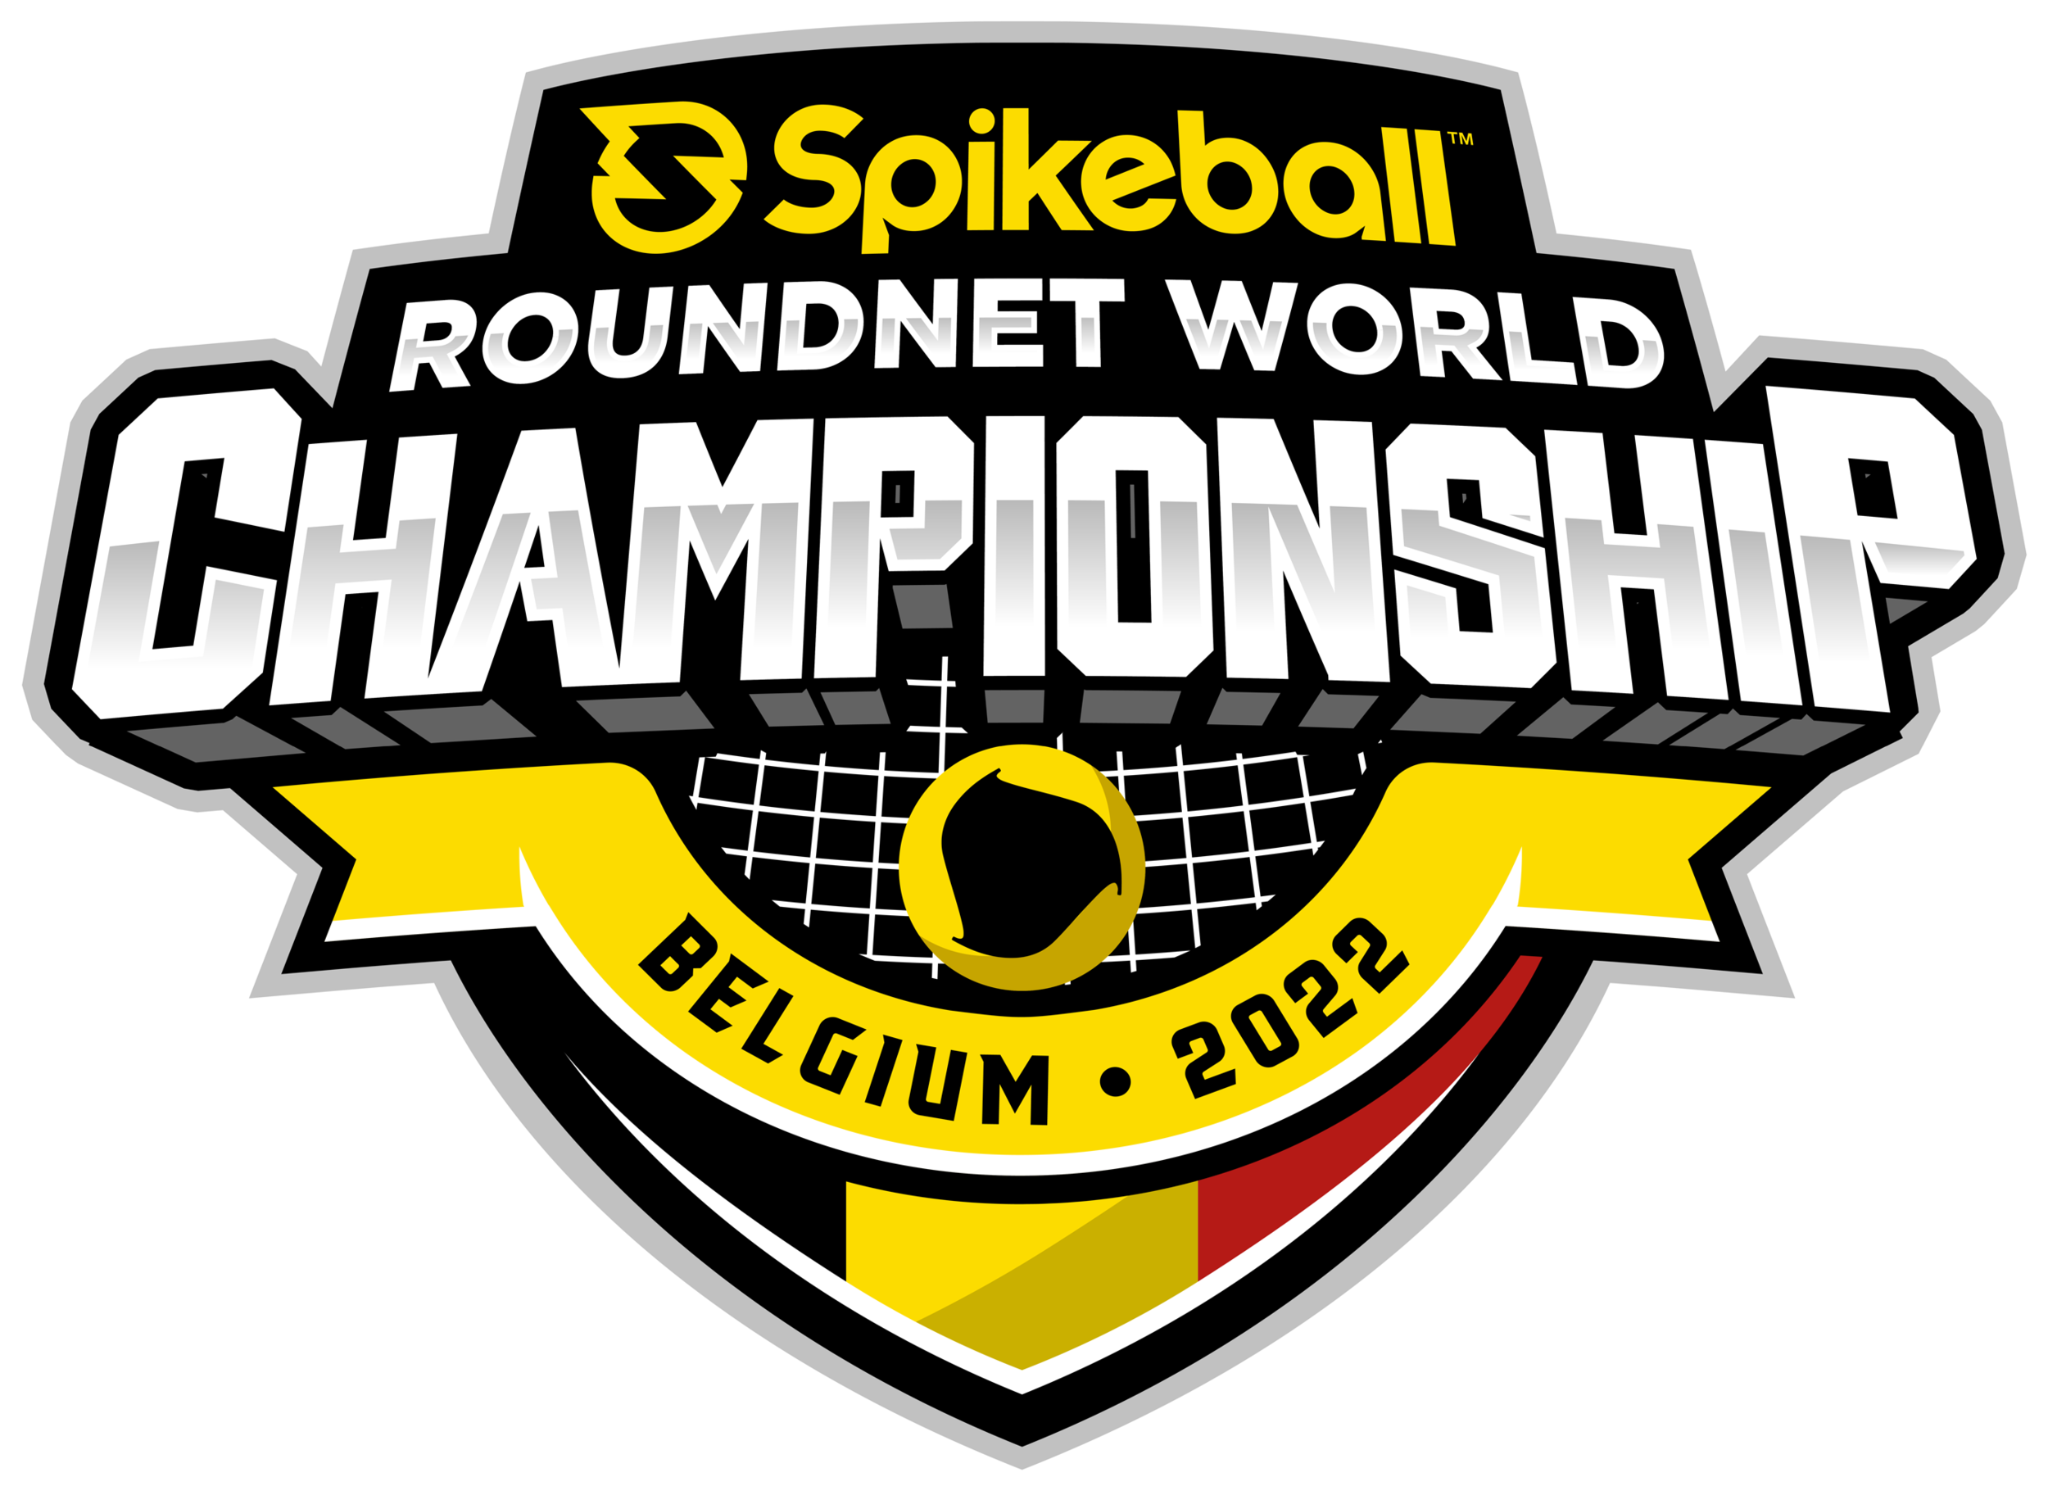 Spikeball™
ROUNDNET WORLD
CHAMPIONSHIP
BELGIUM • 2022